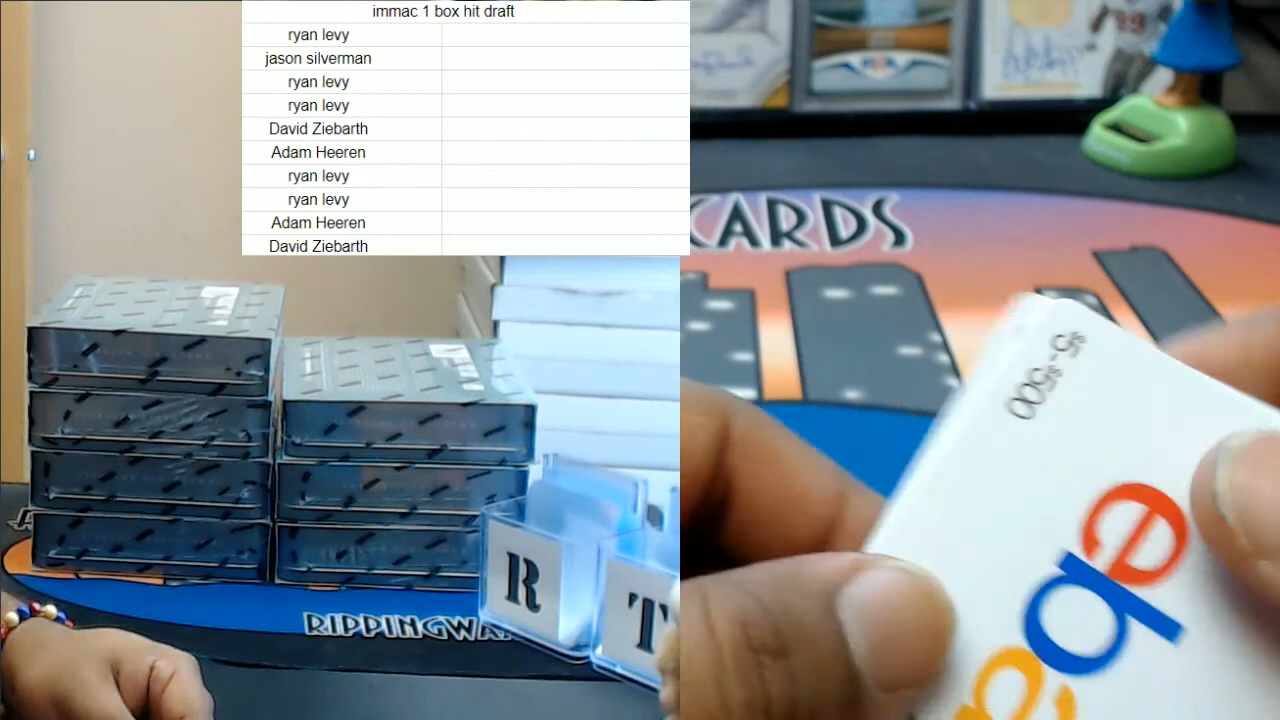 immac 1 box hit draft
ryan levy
jason silverman
ryan levy
ryan levy
David Ziebarth
Adam Heeren
ryan levy
ryan levy
Adam Heeren
David Ziebarth
CARDS
$5-$500
eba
RIPPINGWA
R
T